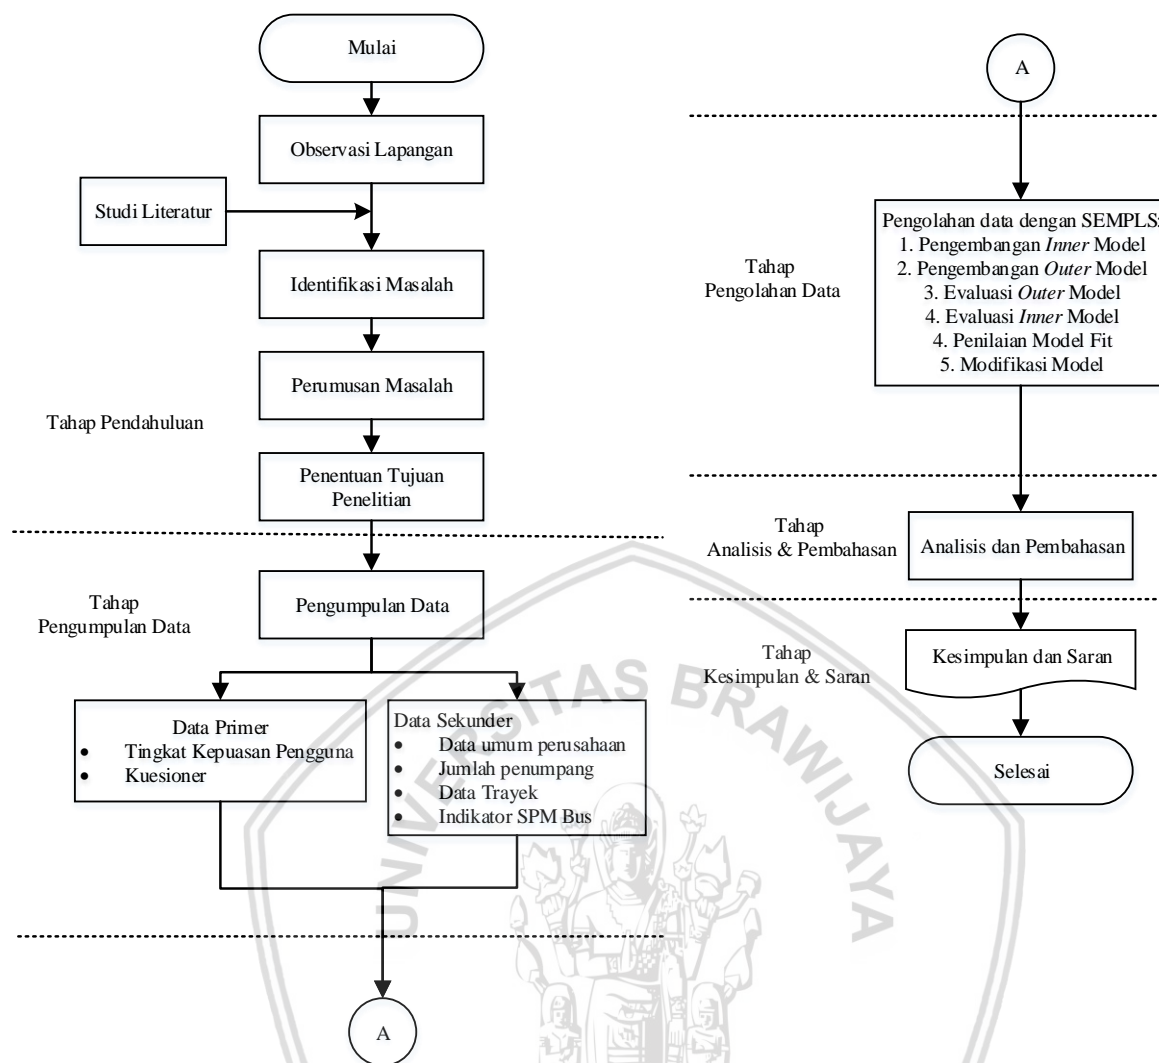 Mulai
Observasi Lapangan
Studi Literatur
Identifikasi Masalah
Perumusan Masalah
Tahap Pendahuluan
Penentuan Tujuan
Penelitian
Tahap
Pengumpulan Data
Pengumpulan Data
Data Primer
• Tingkat Kepuasan Pengguna
• Kuesioner
Data Sekunder
• Data umum perusahaan
• Jumlah penumpang
• Data Trayek
• Indikator SPM Bus
A
A
Tahap
Pengolahan Data
Pengolahan data dengan SEMPLS:
1. Pengembangan Inner Model
2. Pengembangan Outer Model
3. Evaluasi Outer Model
4. Evaluasi Inner Model
4. Penilaian Model Fit
5. Modifikasi Model
Tahap
Analisis & Pembahasan
Analisis dan Pembahasan
Tahap
Kesimpulan & Saran
Kesimpulan dan Saran
Selesai
UNIVERSITAS BRAWIJAYA